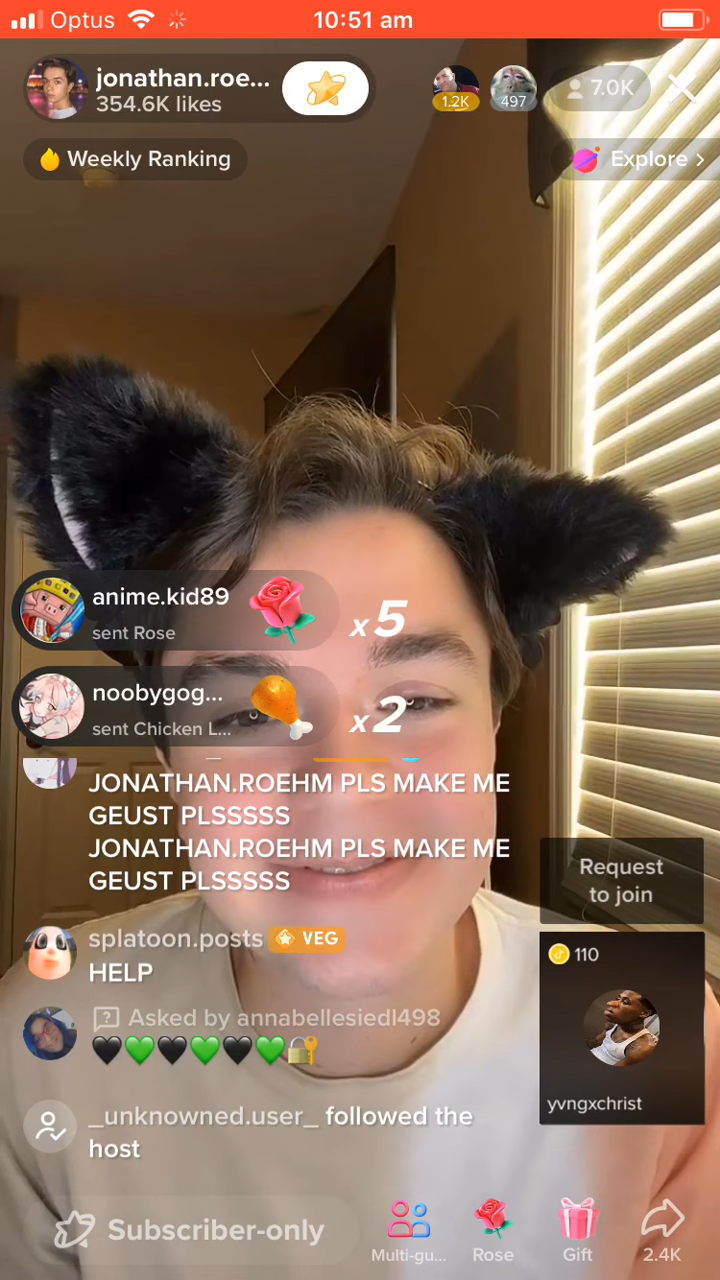 Optus
10:51 am
jonathan.roe...
354.6K likes
1.2K
497
7.0K
Weekly Ranking
Explore >
anime.kid89
sent Rose
x5
noobygog...
sent Chicken L...
x2
JONATHAN.ROEHM PLS MAKE ME
GEUST PLSSSSS
JONATHAN.ROEHM PLS MAKE ME
GEUST PLSSSSS
splatoon.posts VEG
HELP
Asked by annabellesiedl498
_unknowned.user_ followed the
host
Request
to join
110
yvngxchrist
Subscriber-only
Multi-gu...
Rose
Gift
2.4K